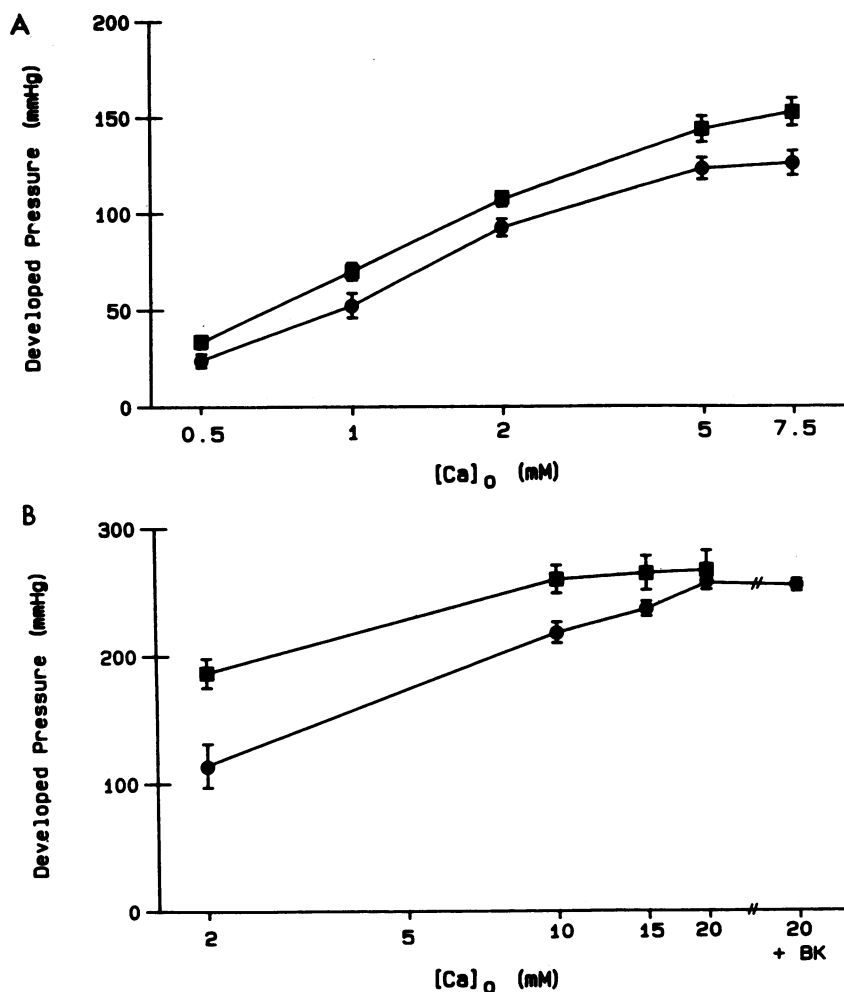 A
Developed Pressure (mmHg)
200
150
100
50
0
0.5 1 2 5 7.5
[Ca]o (mM)
B
Developed Pressure (mmHg)
300
200
100
0
2 5 10 15 20 20
+ BK
[Ca]o (mM)